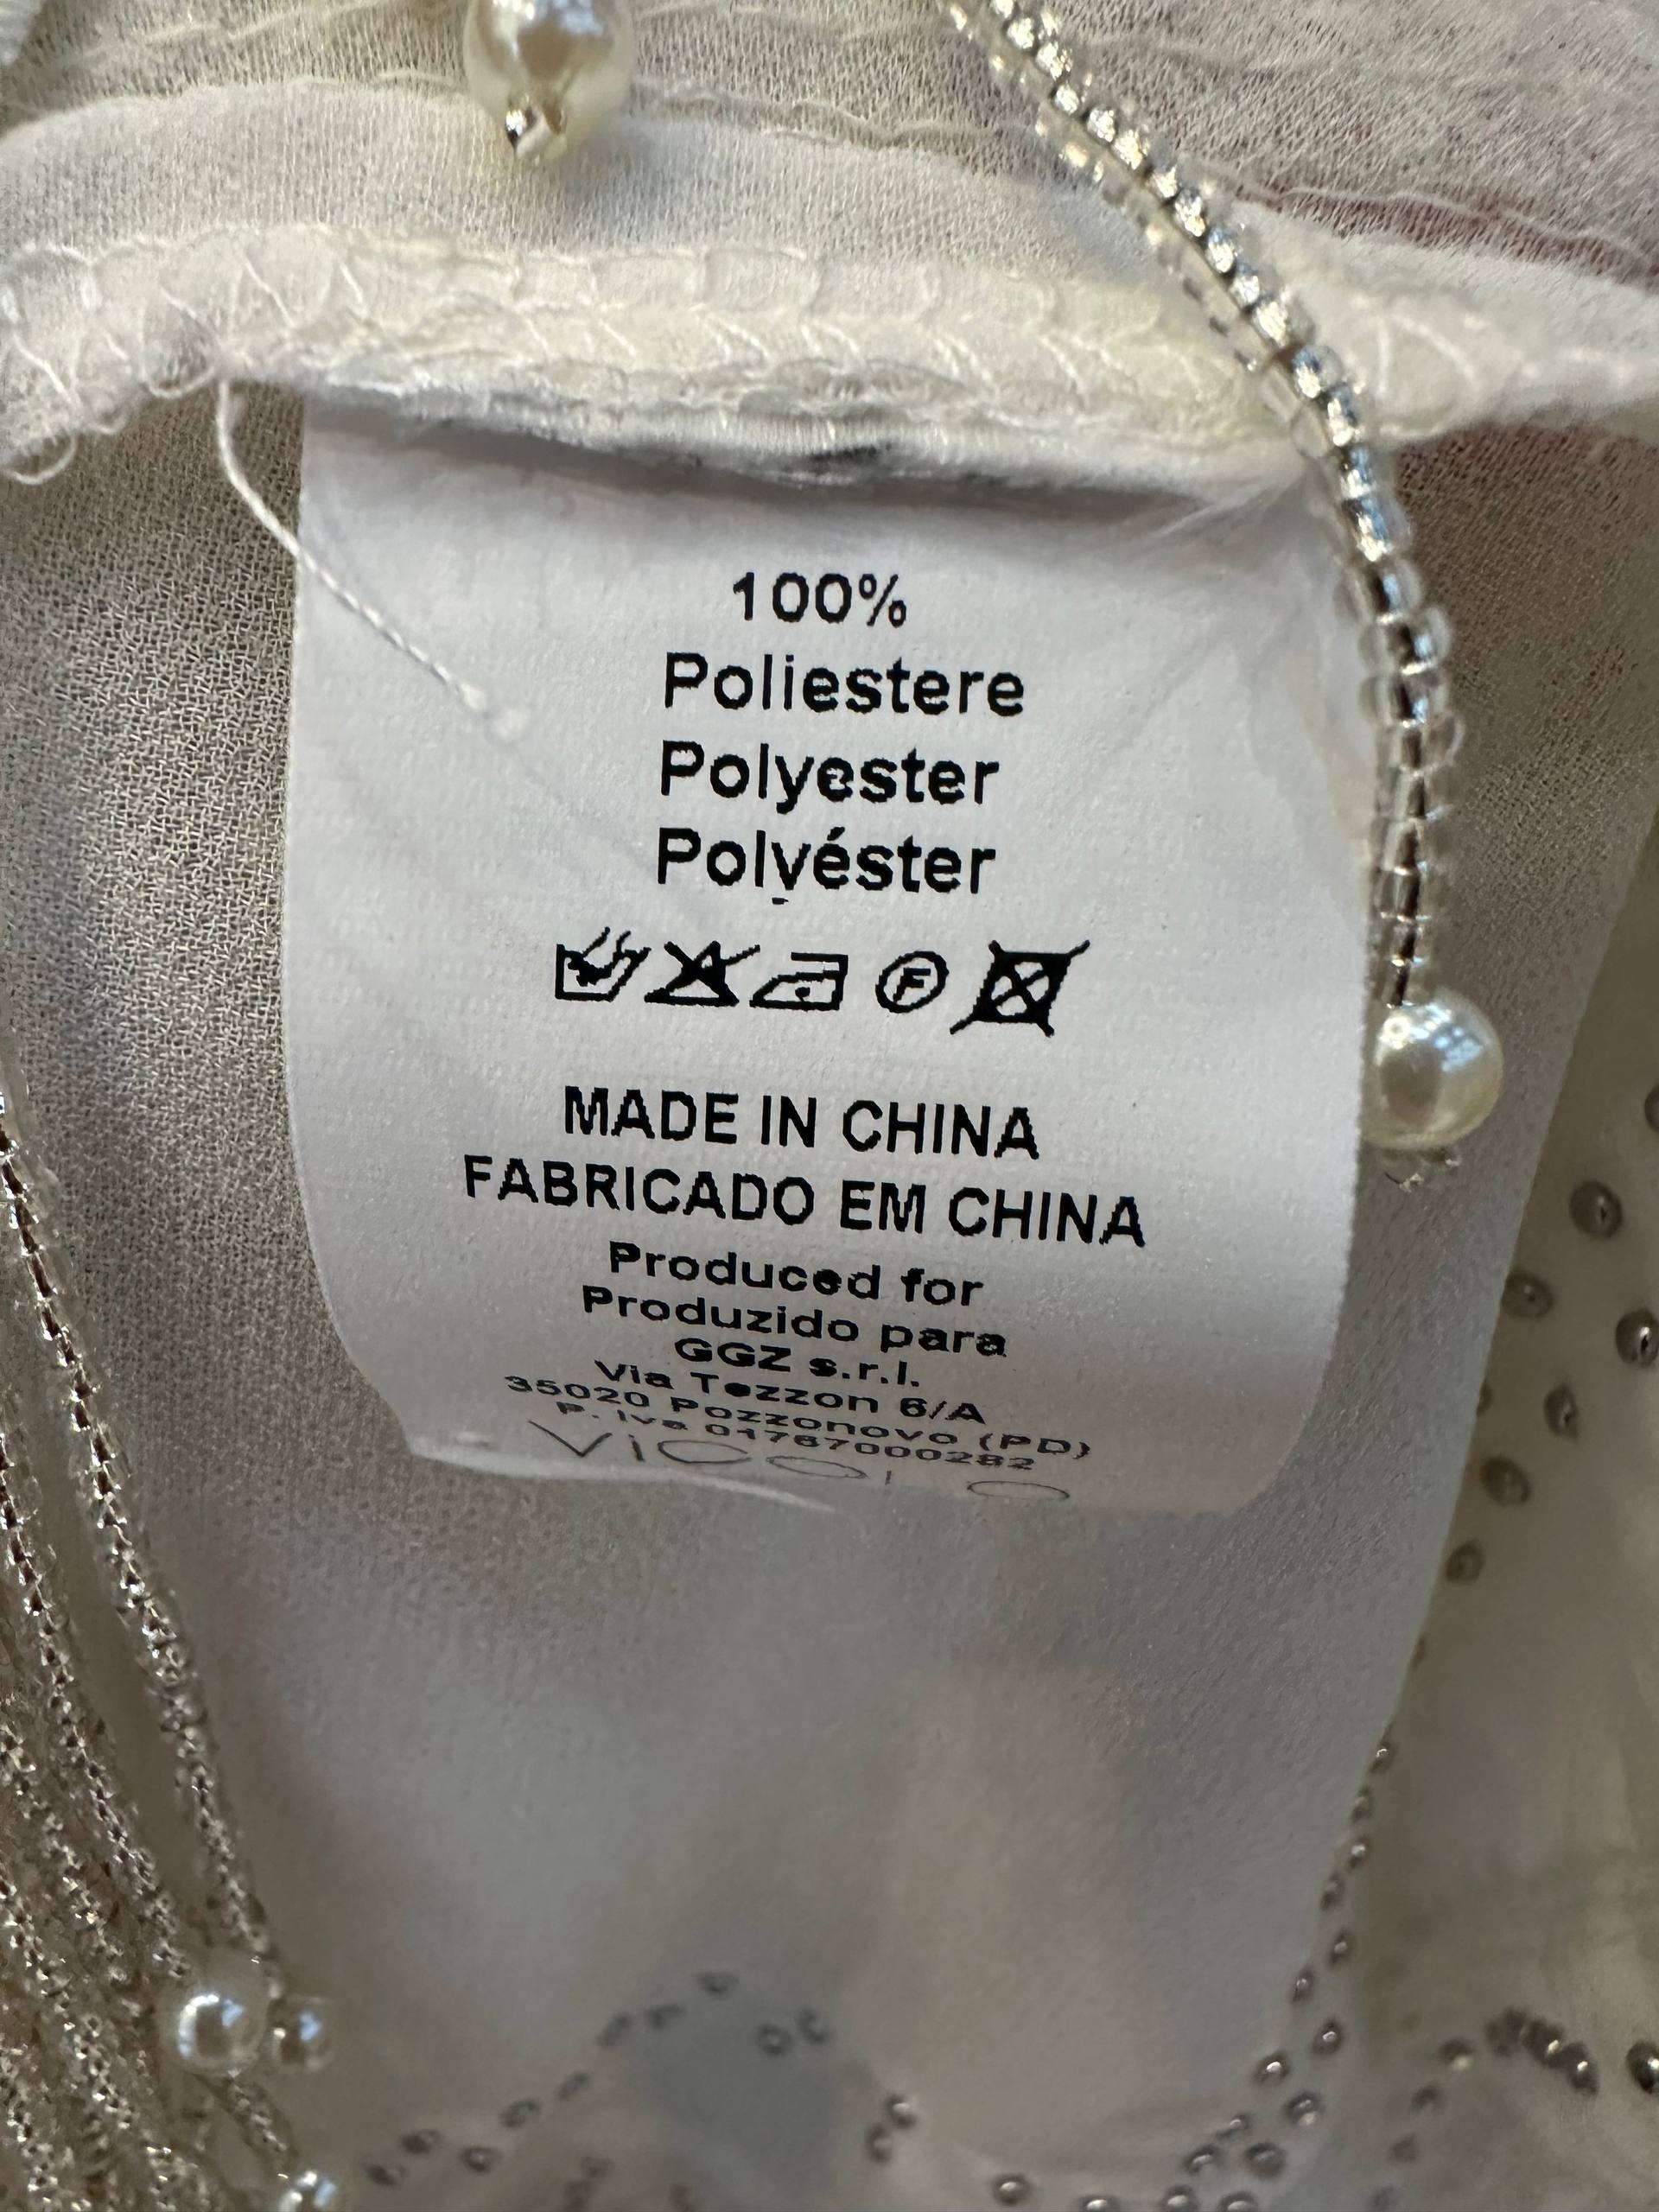 100%
Poliestere
Polyester
Polyéster
F
MADE IN CHINA
FABRICADO EM CHINA
Produced for
Produzido para
GGZ s.r.l.
Via Tezzon 6/A
35020 Pozzonovo (PD)
P. Iva 01767000282